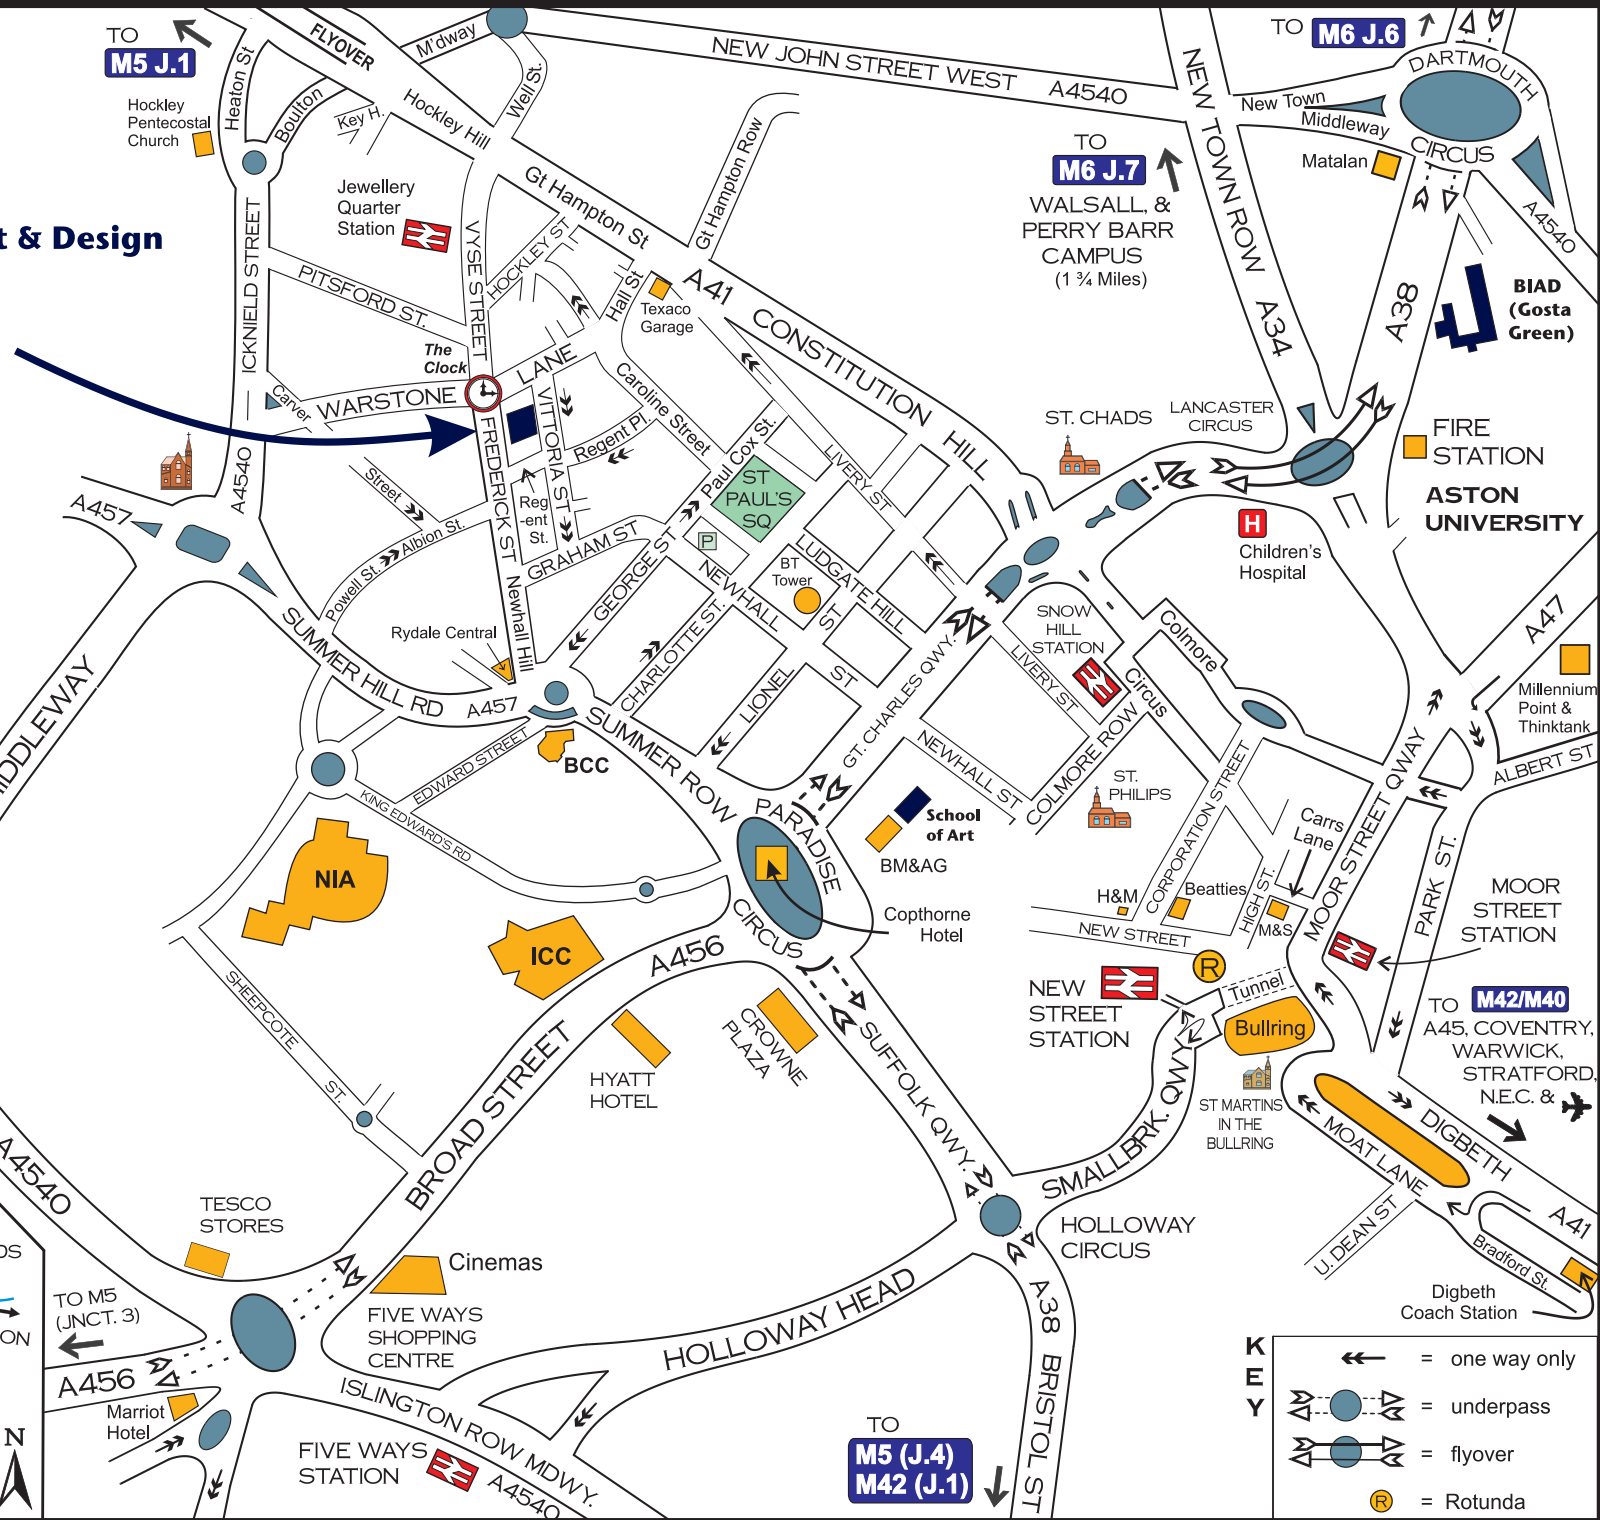 TO
M5 J.1
FLYOVER
M'dway
NEW JOHN STREET WEST
A4540
TO
M6 J.6
DARTMOUTH
CIRCUS
New Town
Middleway
Matalan
A4540
Hockley
Pentecostal
Church
Heaton St
Boulton
Key H.
Hockley Hill
Well St.
Gt Hampton St
Gt Hampton Row
NEW TOWN ROW
A34
TO
M6 J.7
WALSALL, &
PERRY BARR
CAMPUS
(1 ¾ Miles)
Jewellery
Quarter
Station
t & Design
ICKNIELD STREET
PITSFORD ST.
VYSE STREET
HOCKLEY ST
Hall St
Texaco
Garage
A41
CONSTITUTION
HILL
A38
BIAD
(Gosta
Green)
The
Clock
WARSTONE
LANE
Carver
Street
Caroline Street
VITTORIA ST
Regent Pl.
Reg
-ent
St.
FREDERICK ST
Paul Cox St.
ST
PAUL'S
SQ
P
LIVERY ST
ST. CHADS
LANCASTER
CIRCUS
FIRE
STATION
ASTON
UNIVERSITY
H
Children's
Hospital
A457
A4540
Albion St.
Powell St.
GRAHAM ST
GEORGE ST
Newhall Hill
Rydale Central
NEWHALL
ST
BT
Tower
LUDGATE HILL
CHARLOTTE ST.
LIONEL
ST
GT. CHARLES QWY.
SNOW
HILL
STATION
LIVERY ST
Colmore
Circus
COLMORE ROW
NEWHALL ST
A47
Millennium
Point &
Thinktank
ALBERT ST
SUMMER HILL RD
A457
SUMMER ROW
MIDDLEWAY
EDWARD STREET
BCC
KING EDWARD'S RD
PARADISE
CIRCUS
School
of Art
BM&AG
Copthorne
Hotel
ST.
PHILIPS
CORPORATION STREET
Carrs
Lane
H&M
Beatties
HIGH ST.
M&S
NEW STREET
MOOR STREET QWAY
PARK ST.
MOOR
STREET
STATION
NIA
ICC
A456
R
NEW
STREET
STATION
Tunnel
Bullring
ST MARTINS
IN THE
BULLRING
TO
M42/M40
A45, COVENTRY,
WARWICK,
STRATFORD,
N.E.C. &
SHEEPCOTE
ST.
BROAD STREET
HYATT
HOTEL
CROWNE
PLAZA
SUFFOLK QWY.
SMALLBRK. QWY
HOLLOWAY
CIRCUS
MOAT LANE
DIGBETH
A41
U. DEAN ST
Bradford St.
Digbeth
Coach Station
A4540
TESCO
STORES
Cinemas
FIVE WAYS
SHOPPING
CENTRE
DS
ON
TO M5
(JNCT. 3)
A456
Marriot
Hotel
N
HOLLOWAY HEAD
ISLINGTON ROW MDWY.
A4540
FIVE WAYS
STATION
A38
BRISTOL ST
TO
M5 (J.4)
M42 (J.1)
KEY
= one way only
= underpass
= flyover
R = Rotunda